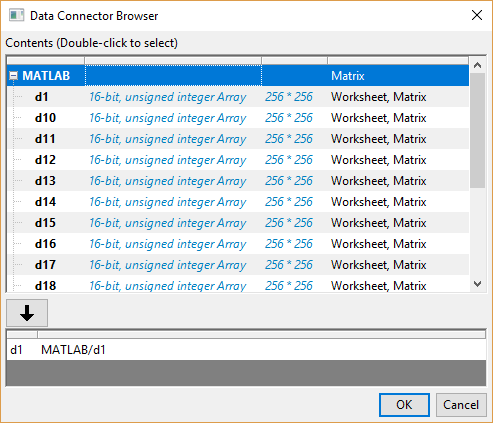 Data Connector Browser
Contents (Double-click to select)
MATLAB Matrix
d1 16-bit, unsigned integer Array 256 * 256 Worksheet, Matrix
d10 16-bit, unsigned integer Array 256 * 256 Worksheet, Matrix
d11 16-bit, unsigned integer Array 256 * 256 Worksheet, Matrix
d12 16-bit, unsigned integer Array 256 * 256 Worksheet, Matrix
d13 16-bit, unsigned integer Array 256 * 256 Worksheet, Matrix
d14 16-bit, unsigned integer Array 256 * 256 Worksheet, Matrix
d15 16-bit, unsigned integer Array 256 * 256 Worksheet, Matrix
d16 16-bit, unsigned integer Array 256 * 256 Worksheet, Matrix
d17 16-bit, unsigned integer Array 256 * 256 Worksheet, Matrix
d18 16-bit, unsigned integer Array 256 * 256 Worksheet, Matrix
d1 MATLAB/d1
OK Cancel